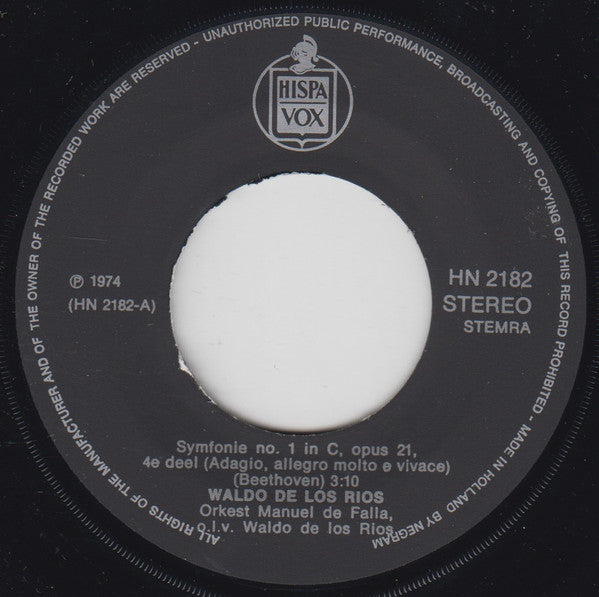 ALL RIGHTS OF THE MANUFACTURER AND OF THE OWNER OF THE RECORDED WORK ARE RESERVED - UNAUTHORIZED PUBLIC PERFORMANCE, BROADCASTING AND COPYING OF THIS RECORD PROHIBITED - MADE IN HOLLAND BY NEGRAM
HISPA
VOX
℗ 1974
(HN 2182-A)
HN 2182
STEREO
STEMRA
Symfonie no. 1 in C, opus 21,
4e deel (Adagio, allegro molto e vivace)
(Beethoven) 3:10
WALDO DE LOS RIOS
Orkest Manuel de Falla,
o.l.v. Waldo de los Rios